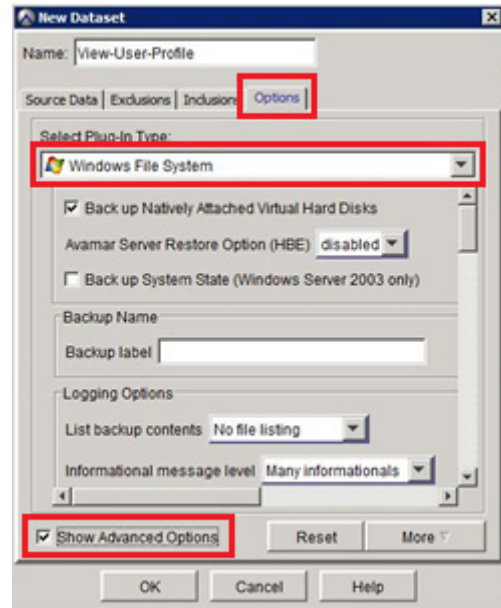 New Dataset
Name: View-User-Profile
Source Data Exclusions Inclusions Options
Select Plug-In Type:
Windows File System
Back up Natively Attached Virtual Hard Disks
Avamar Server Restore Option (HBE) disabled
Back up System State (Windows Server 2003 only)
Backup Name
Backup label
Logging Options
List backup contents No file listing
Informational message level Many informationals
Show Advanced Options Reset More
OK Cancel Help